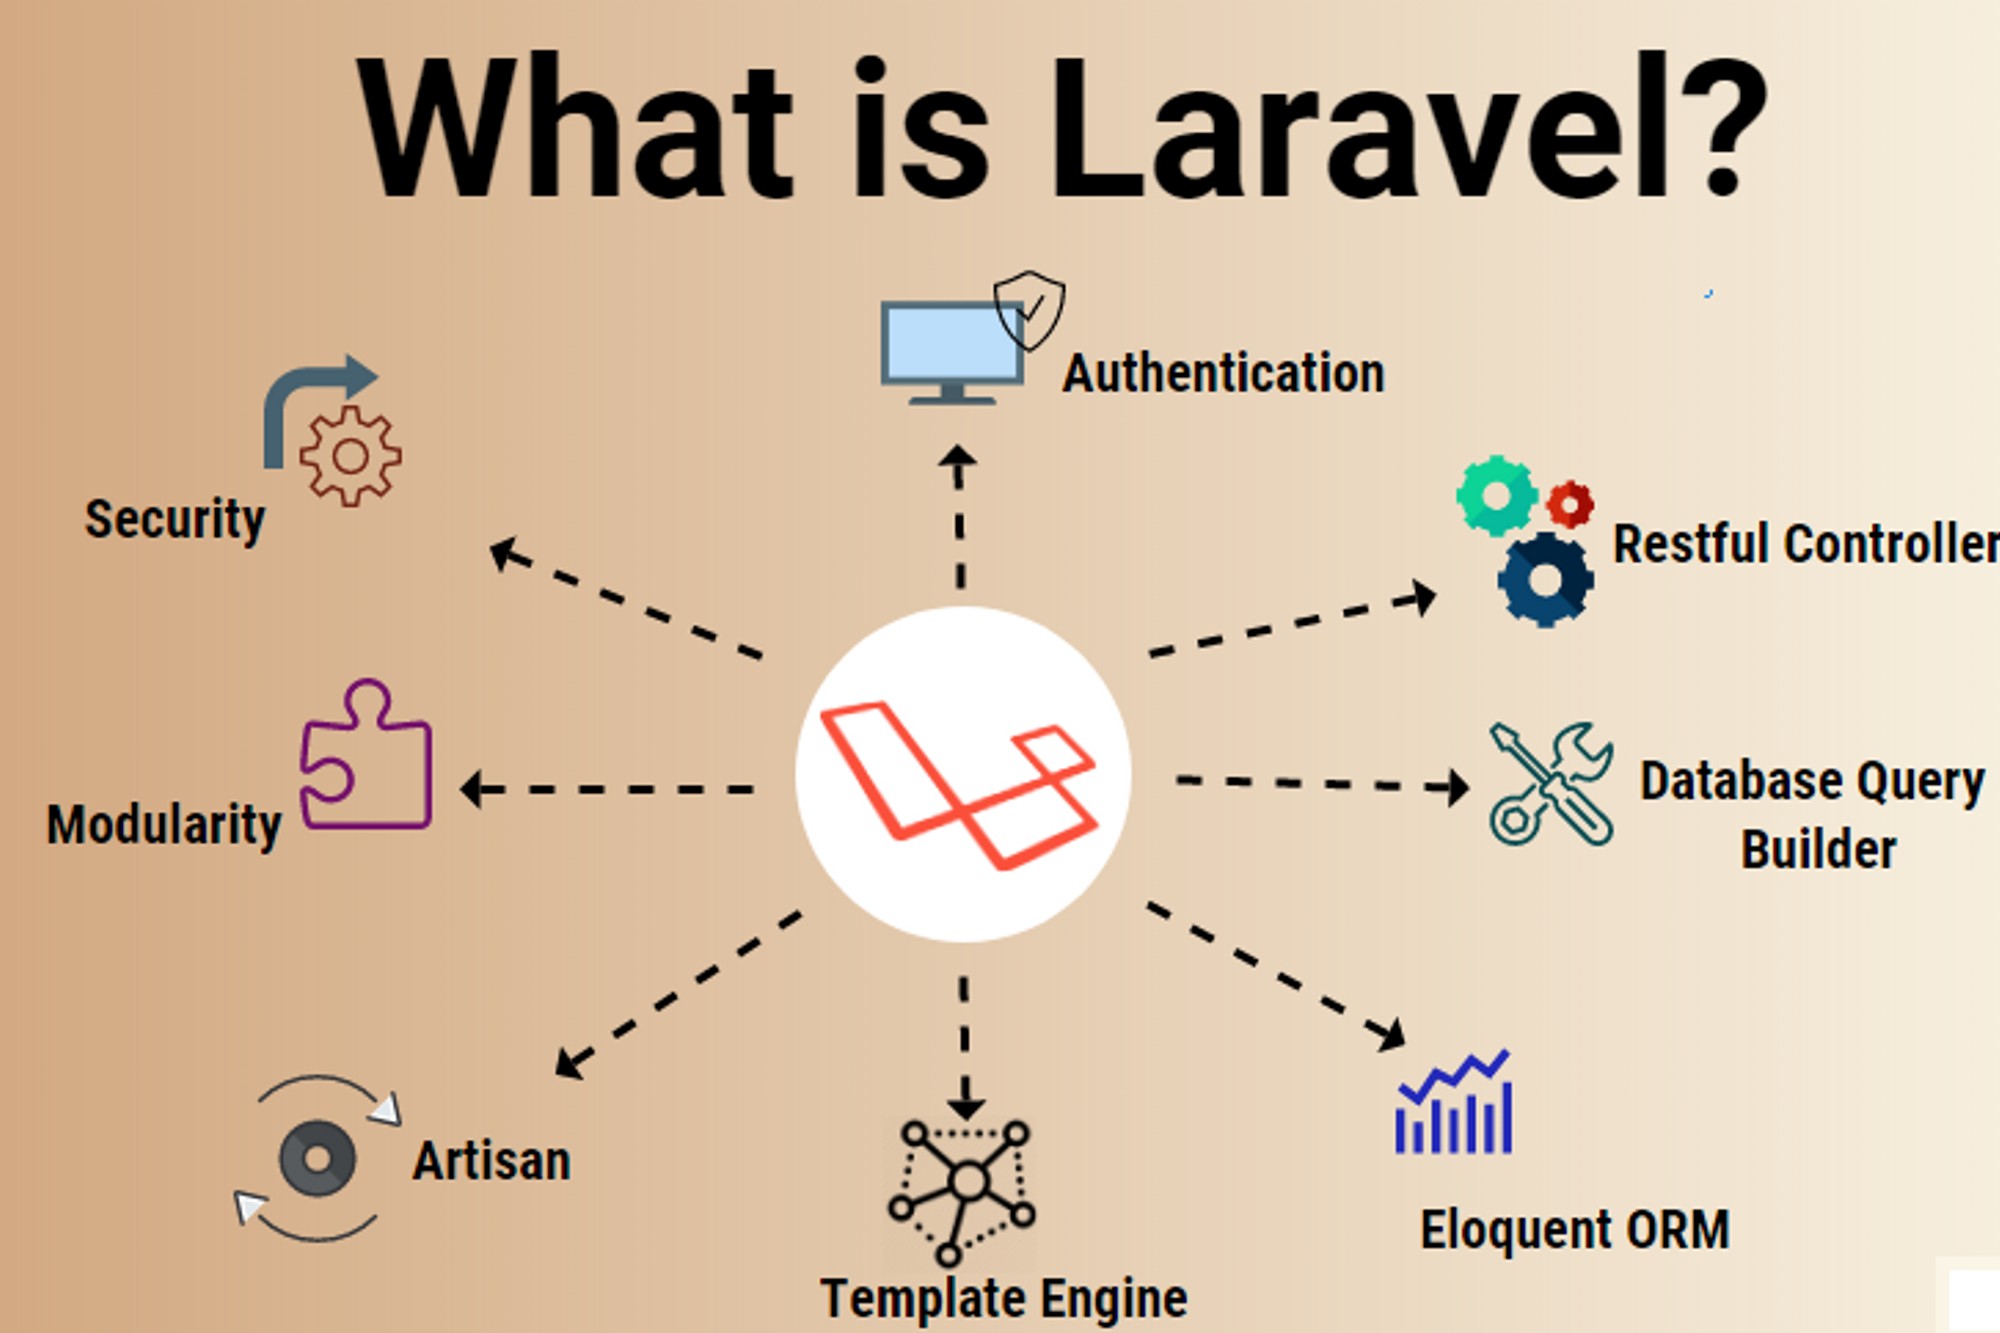 What is Laravel?
Authentication
Security
Restful Controller
Database Query
Builder
Modularity
Artisan
Eloquent ORM
Template Engine